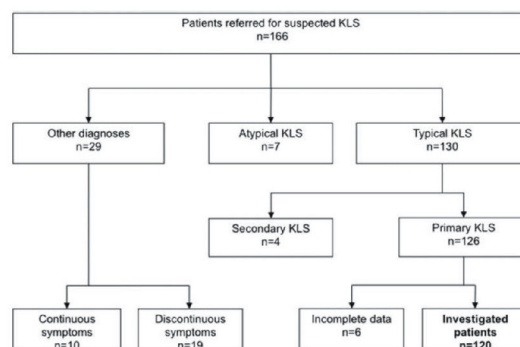 Patients referred for suspected KLS
n=166
Other diagnoses
n=29
Atypical KLS
n=7
Typical KLS
n=130
Secondary KLS
n=4
Primary KLS
n=126
Continuous
symptoms
n=10
Discontinuous
symptoms
n=19
Incomplete data
n=6
Investigated
patients
n=120